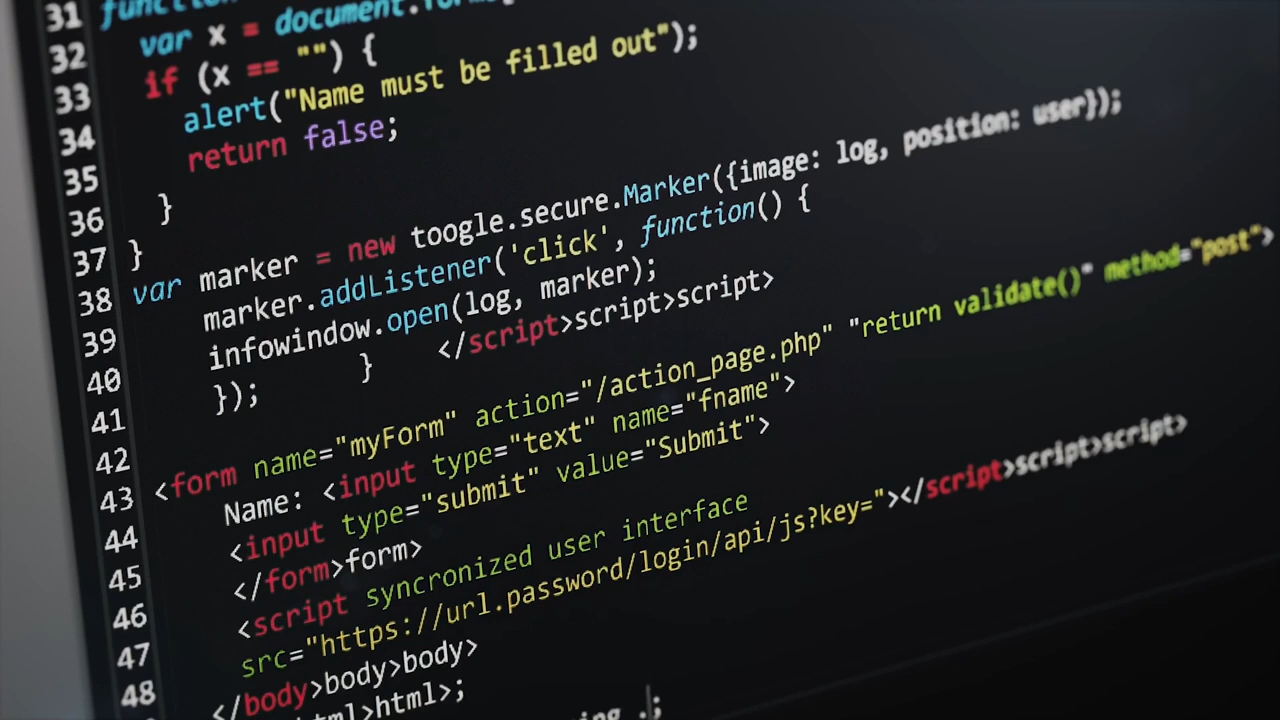 31 function
32 var x = document.forms
33 if (x == "") {
34 alert("Name must be filled out");
35 return false;
36 }
37 }
38 var marker = new toogle.secure.Marker({image: log, position: user});
39 marker.addListener('click', function() {
40 infowindow.open(log, marker);
41 }); } </script>script>script>
42
43 <form name="myForm" action="/action_page.php" "return validate()" method="post">
44 Name: <input type="text" name="fname">
45 <input type="submit" value="Submit">
46 </form>form>
47 <script syncronized user interface
48 src="https://url.password/login/api/js?key="></script>script>script>
</body>body>body>
html>html>;